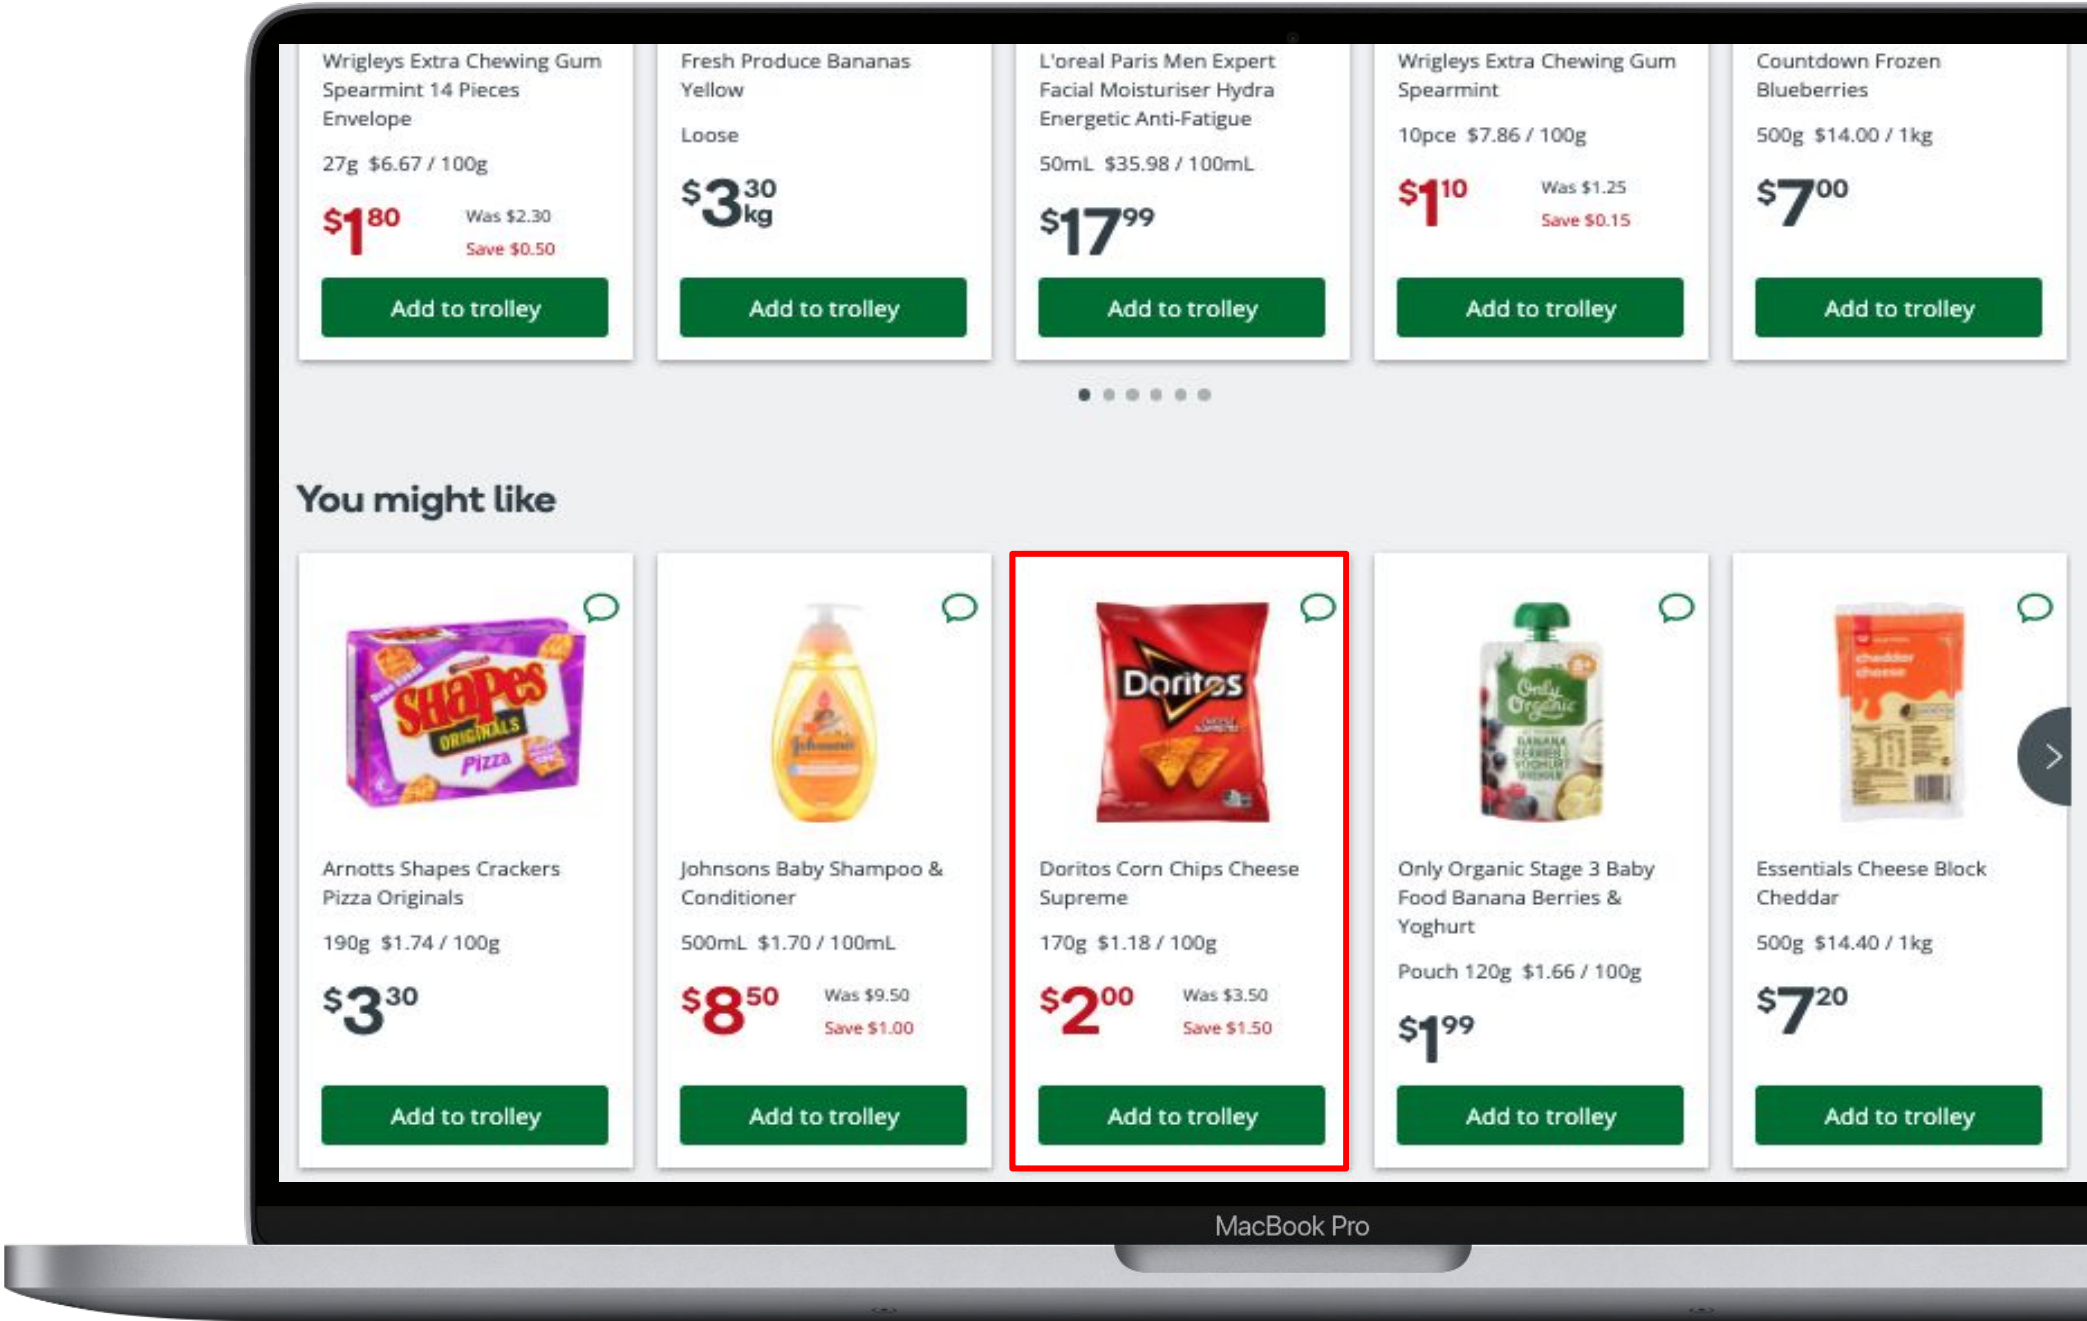 Wrigleys Extra Chewing Gum
Spearmint 14 Pieces
Envelope
27g $6.67 / 100g
$1 80
Was $2.30
Save $0.50
Add to trolley
Fresh Produce Bananas
Yellow
Loose
$3 30 kg
Add to trolley
L'oreal Paris Men Expert
Facial Moisturiser Hydra
Energetic Anti-Fatigue
50mL $35.98 / 100mL
$17 99
Add to trolley
Wrigleys Extra Chewing Gum
Spearmint
10pce $7.86 / 100g
$1 10
Was $1.25
Save $0.15
Add to trolley
Countdown Frozen
Blueberries
500g $14.00 / 1kg
$7 00
Add to trolley
You might like
SHAPES
ORIGINALS
Pizza
Arnotts Shapes Crackers
Pizza Originals
190g $1.74 / 100g
$3 30
Add to trolley
Johnson's
Johnsons Baby Shampoo &
Conditioner
500mL $1.70 / 100mL
$8 50
Was $9.50
Save $1.00
Add to trolley
Doritos
CHEESE
SUPREME
Doritos Corn Chips Cheese
Supreme
170g $1.18 / 100g
$2 00
Was $3.50
Save $1.50
Add to trolley
8+
Only
Organic
BANANA
BERRIES &
YOGHURT
Only Organic Stage 3 Baby
Food Banana Berries &
Yoghurt
Pouch 120g $1.66 / 100g
$1 99
Add to trolley
cheddar
cheese
Essentials Cheese Block
Cheddar
500g $14.40 / 1kg
$7 20
Add to trolley
MacBook Pro